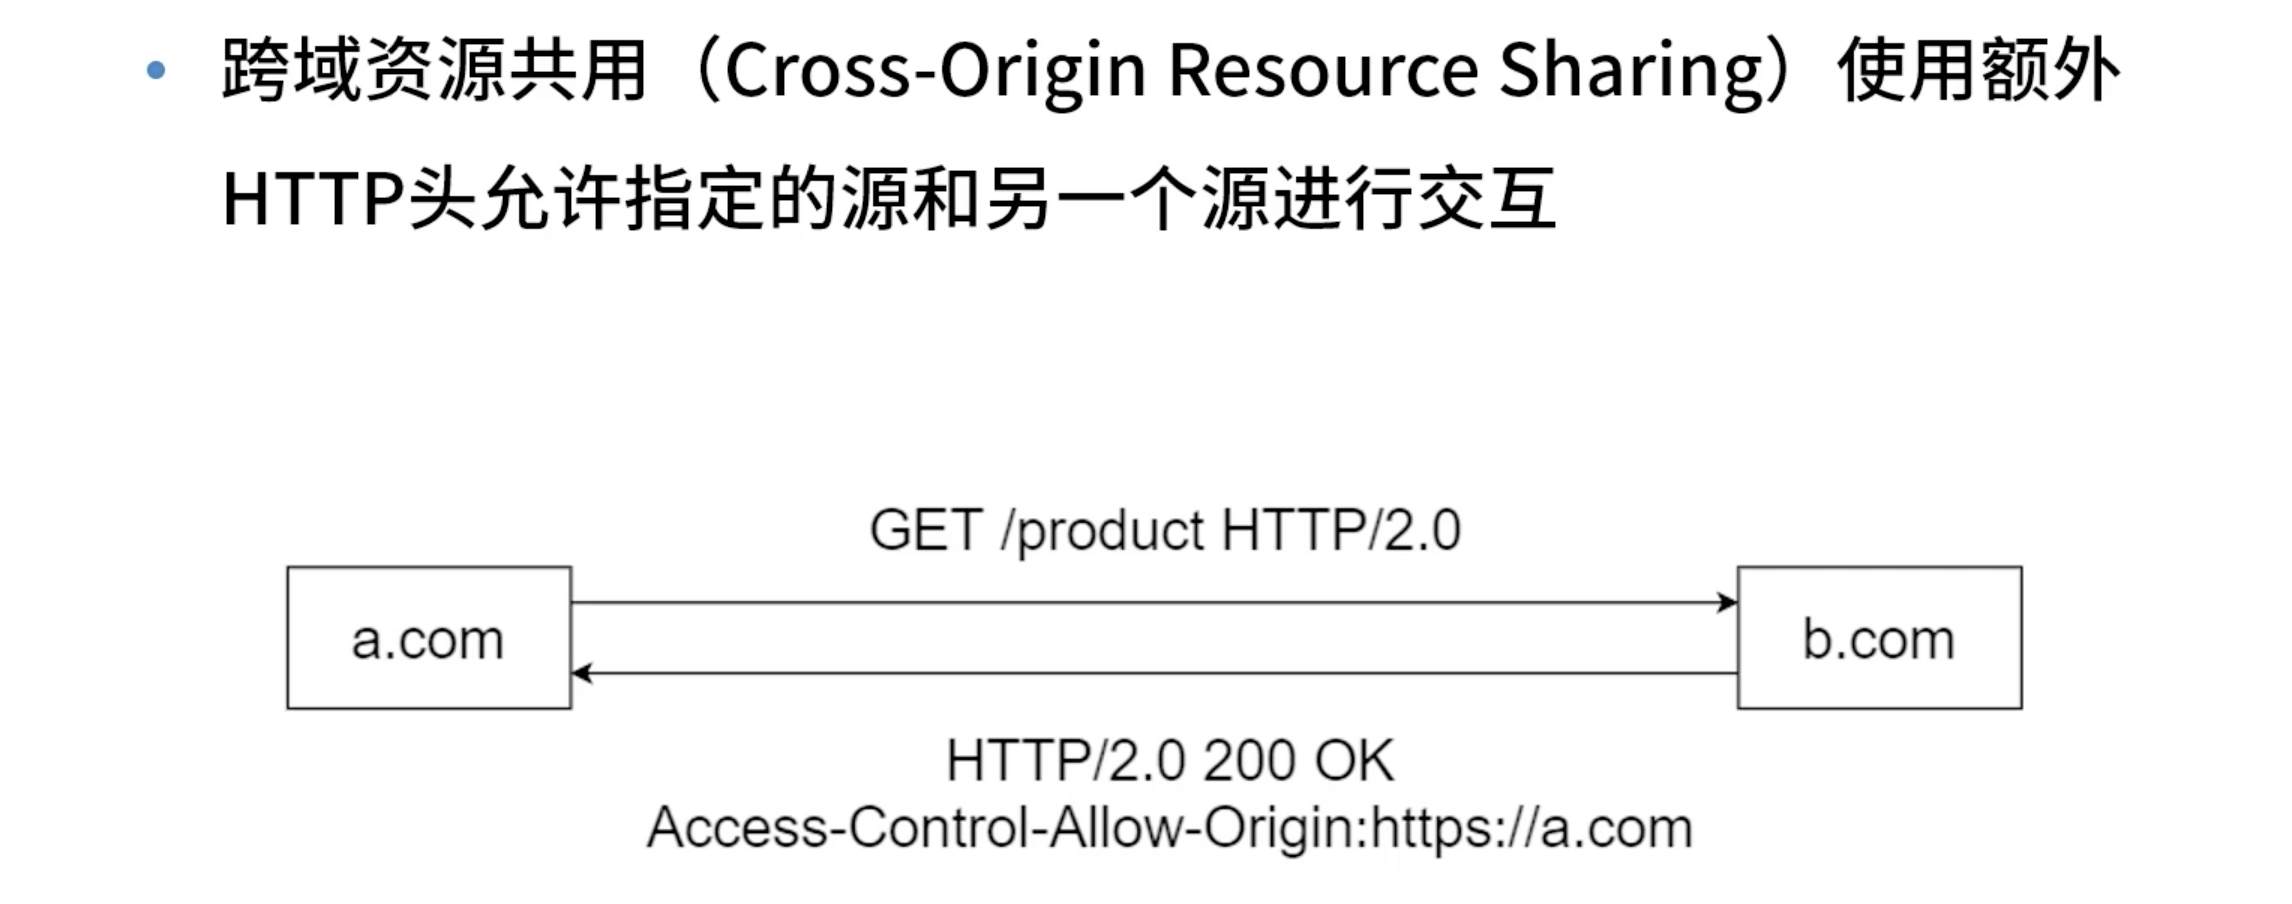 • 跨域资源共用（Cross-Origin Resource Sharing）使用额外
HTTP头允许指定的源和另一个源进行交互
GET /product HTTP/2.0
a.com
b.com
HTTP/2.0 200 OK
Access-Control-Allow-Origin:https://a.com